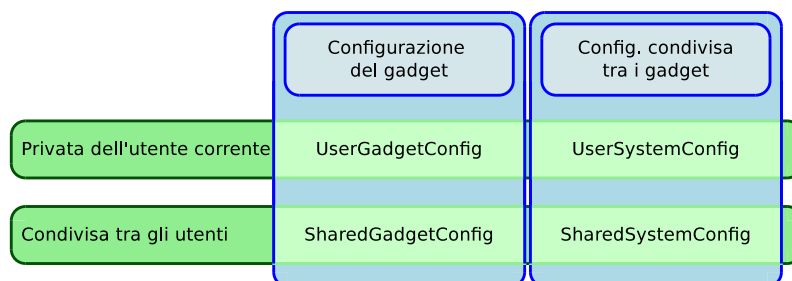 Configurazione
del gadget
Config. condivisa
tra i gadget
Privata dell'utente corrente
UserGadgetConfig
UserSystemConfig
Condivisa tra gli utenti
SharedGadgetConfig
SharedSystemConfig